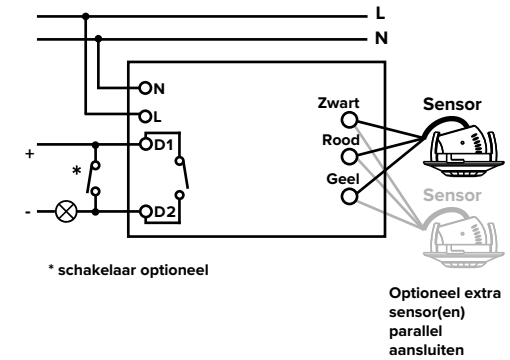 L
N
N
L
Zwart
Sensor
Rood
+
D1
*
Geel
Sensor
-
D2
* schakelaar optioneel
Optioneel extra
sensor(en)
parallel
aansluiten